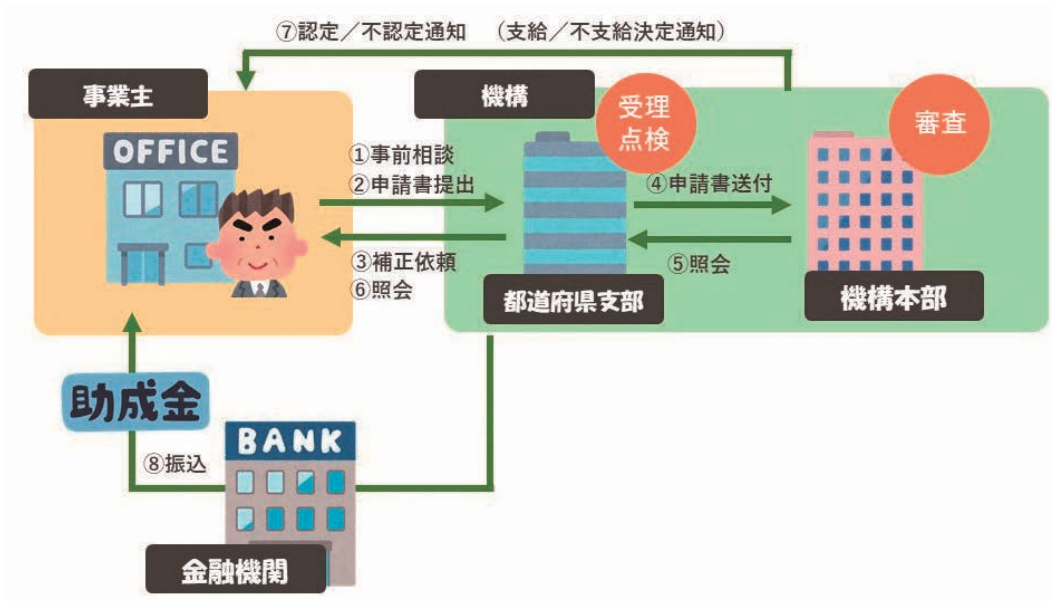 ⑦認定／不認定通知　（支給／不支給決定通知）
事業主
機構
受理
点検
審査
OFFICE
①事前相談
②申請書提出
④申請書送付
③補正依頼
⑥照会
⑤照会
都道府県支部
機構本部
助成金
BANK
⑧振込
金融機関